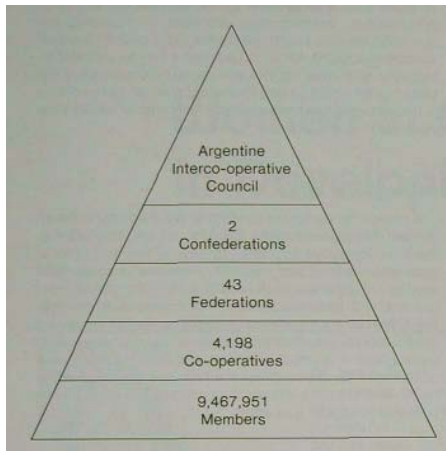 Argentine
Interco-operative
Council
2
Confederations
43
Federations
4,198
Co-operatives
9,467,951
Members